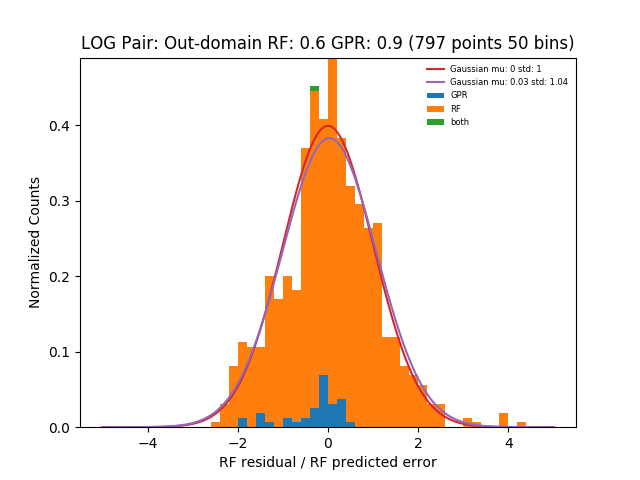 LOG Pair: Out-domain RF: 0.6 GPR: 0.9 (797 points 50 bins)
Gaussian mu: 0 std: 1
Gaussian mu: 0.03 std: 1.04
GPR
RF
both
Normalized Counts
0.4
0.3
0.2
0.1
0.0
−4 −2 0 2 4
RF residual / RF predicted error